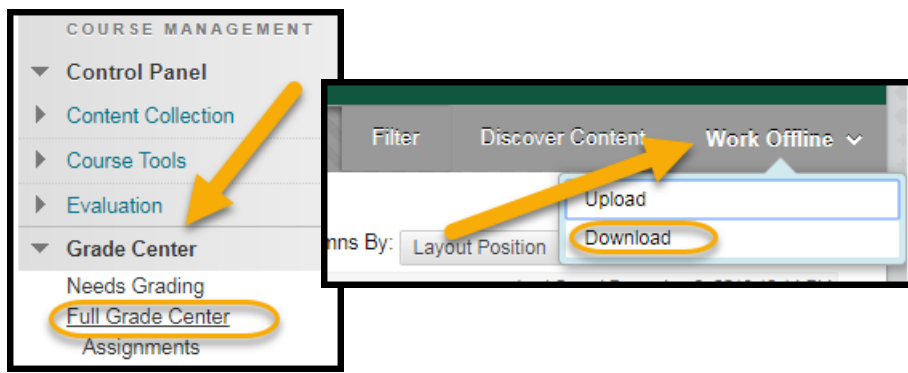 COURSE MANAGEMENT
Control Panel
Content Collection
Course Tools
Evaluation
Grade Center
Needs Grading
Full Grade Center
Assignments
Filter
Discover Content
Work Offline
Upload
Download
mns By: Layout Position